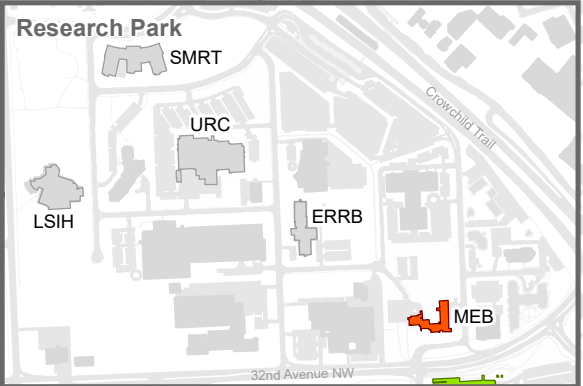 Research Park
SMRT
Crowchild Trail
URC
LSIH
ERRB
MEB
32nd Avenue NW